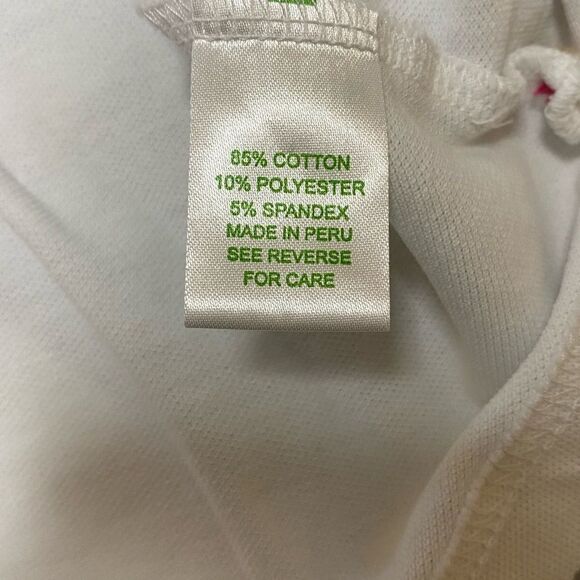 85% COTTON
10% POLYESTER
5% SPANDEX
MADE IN PERU
SEE REVERSE
FOR CARE